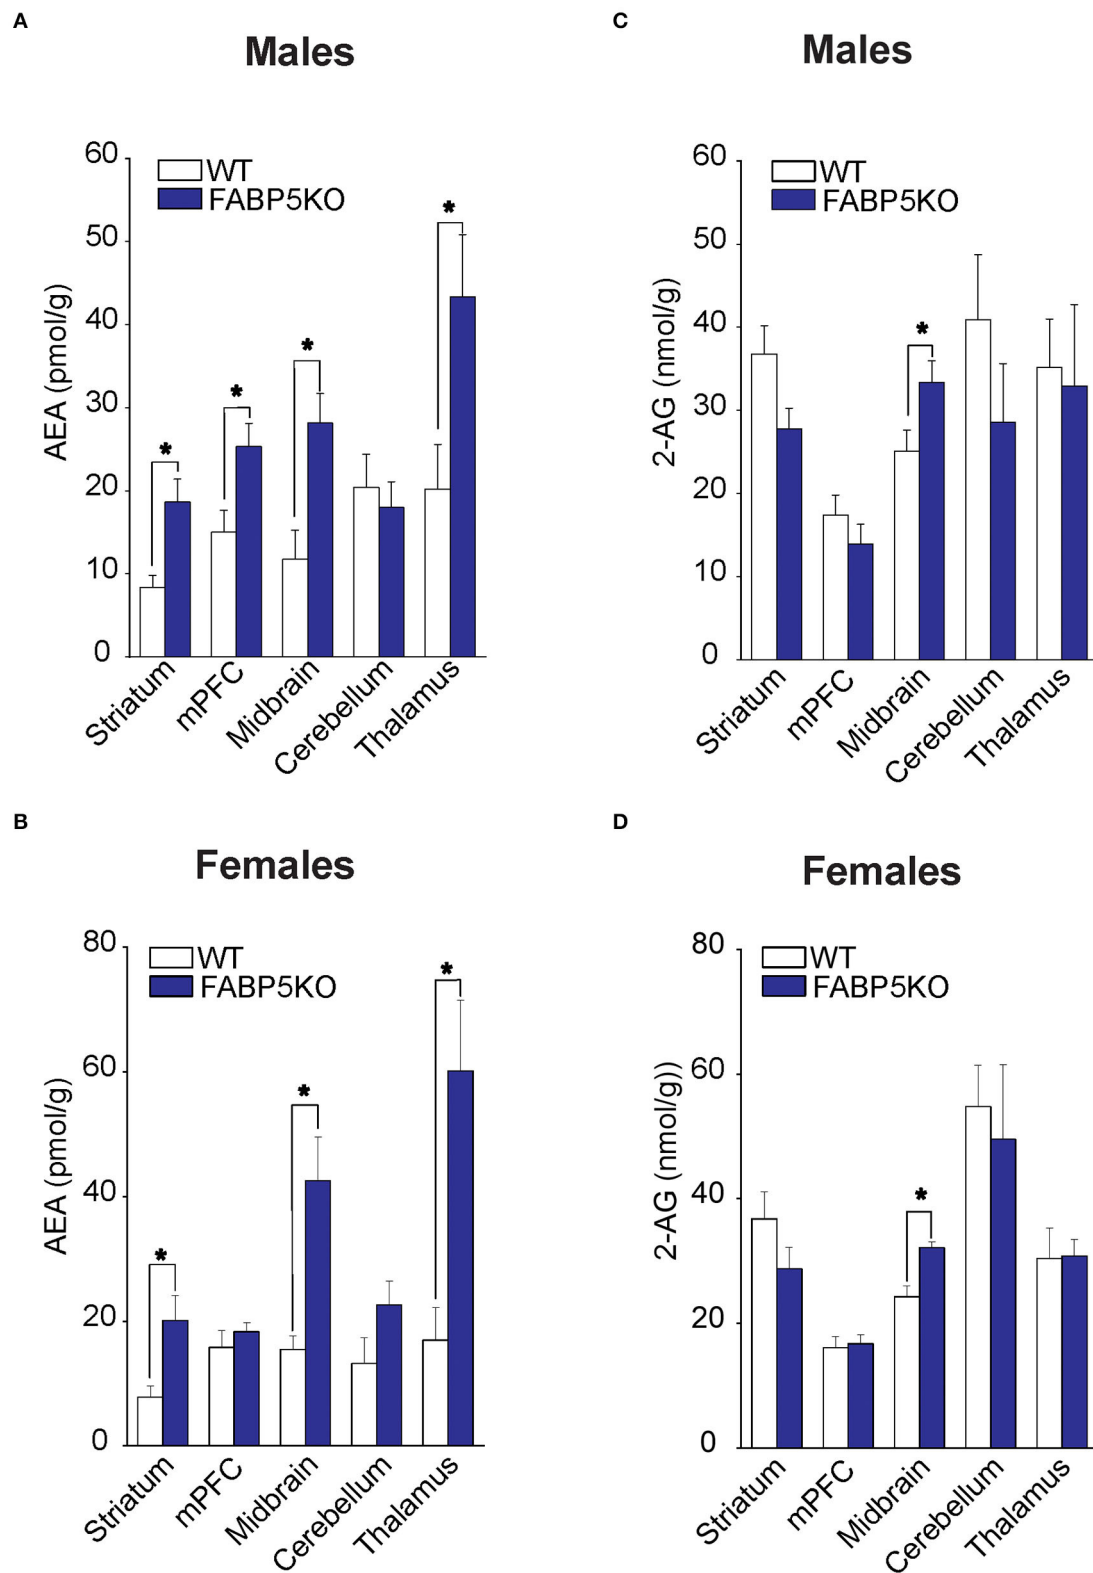 A
Males
60
WT
FABP5KO
50
40
30
20
10
0
AEA (pmol/g)
*
*
*
*
Striatum
mPFC
Midbrain
Cerebellum
Thalamus
C
Males
60
WT
FABP5KO
50
40
30
20
10
0
2-AG (nmol/g)
*
Striatum
mPFC
Midbrain
Cerebellum
Thalamus
B
Females
80
WT
FABP5KO
60
40
20
0
AEA (pmol/g)
*
*
*
Striatum
mPFC
Midbrain
Cerebellum
Thalamus
D
Females
80
WT
FABP5KO
60
40
20
0
2-AG (nmol/g))
*
Striatum
mPFC
Midbrain
Cerebellum
Thalamus